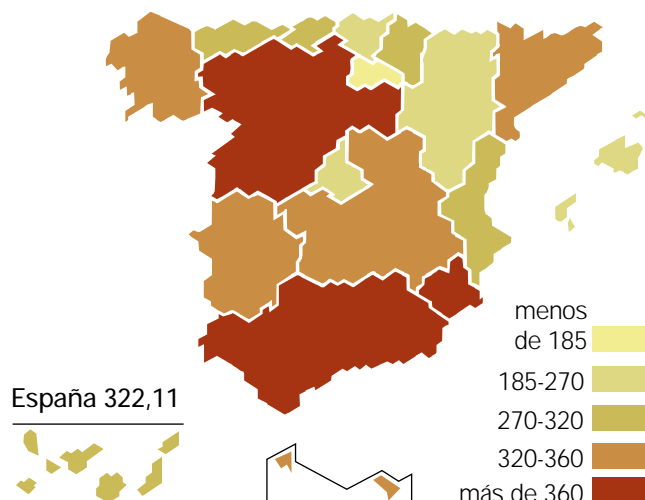 menos
de 185
185-270
270-320
320-360
más de 360
España 322,11